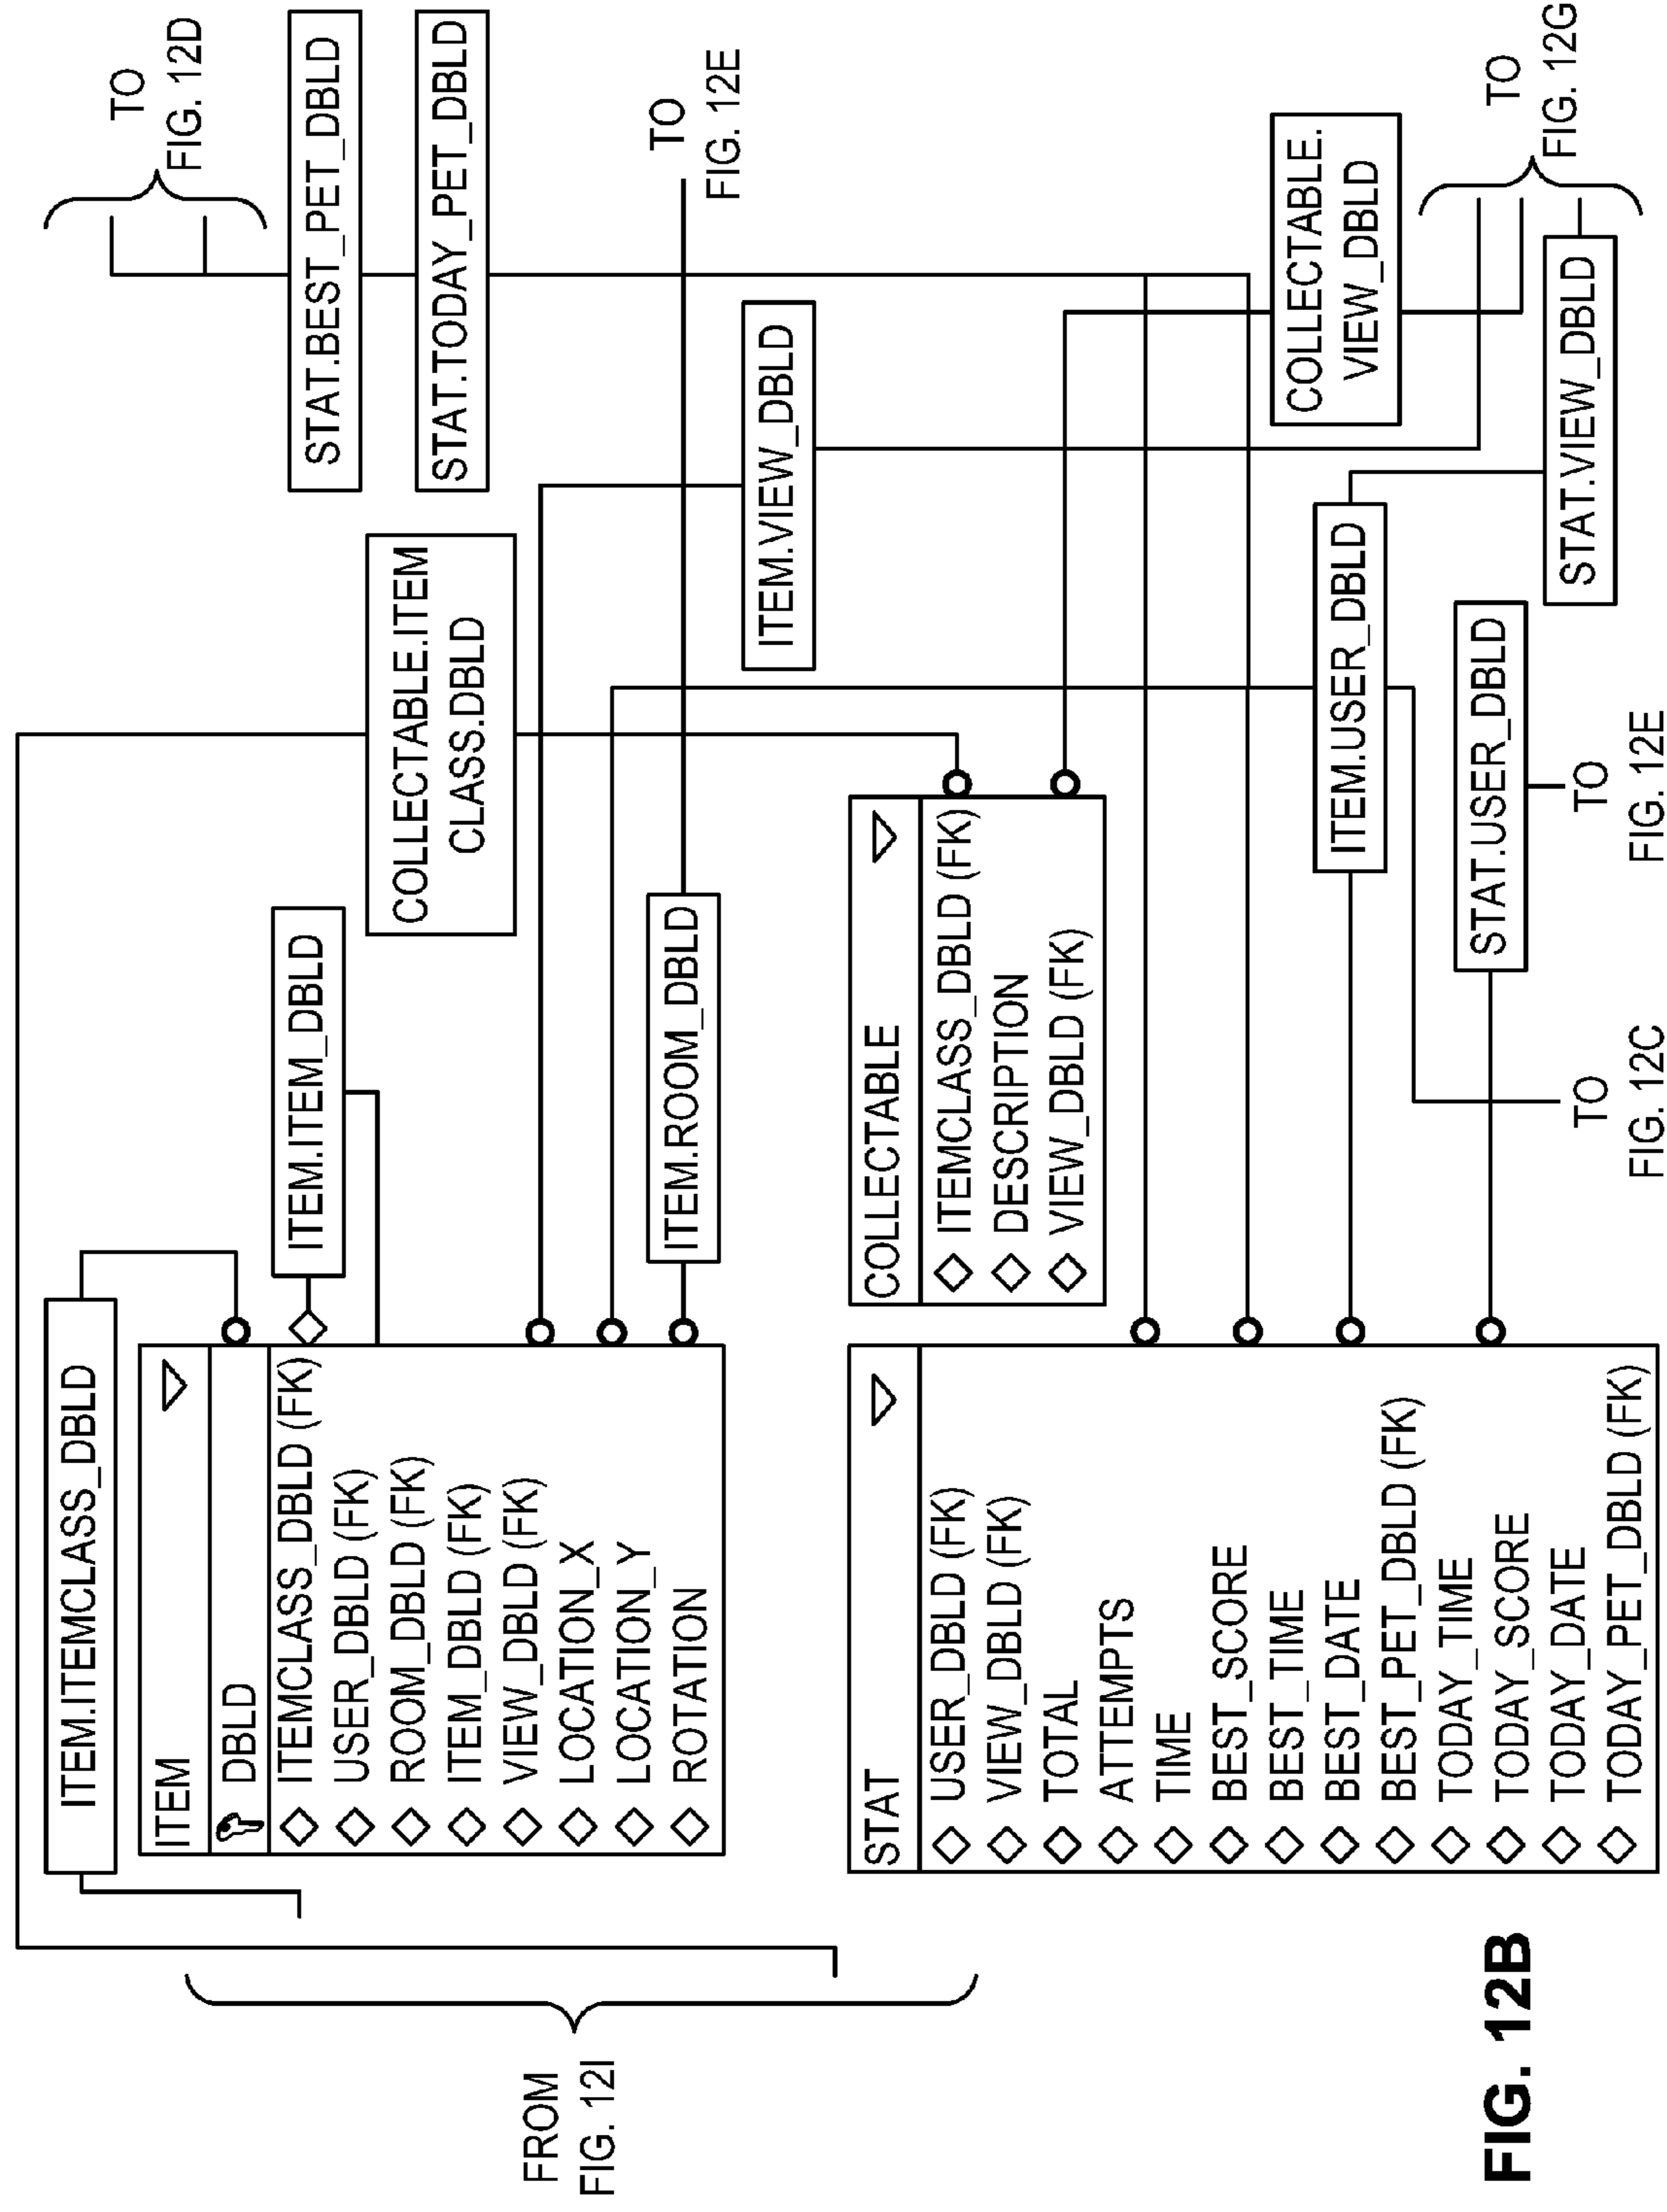 FROM
FIG. 12I
ITEM.ITEMCLASS_DBLD
ITEM
DBLD
ITEMCLASS_DBLD (FK)
USER_DBLD (FK)
ROOM_DBLD (FK)
ITEM_DBLD (FK)
VIEW_DBLD (FK)
LOCATION_X
LOCATION_Y
ROTATION
ITEM.ITEM_DBLD
ITEM.ROOM_DBLD
COLLECTABLE.ITEM
CLASS.DBLD
ITEM.VIEW_DBLD
STAT.BEST_PET_DBLD
STAT.TODAY_PET_DBLD
TO
FIG. 12D
TO
FIG. 12E
STAT
USER_DBLD (FK)
VIEW_DBLD (FK)
TOTAL
ATTEMPTS
TIME
BEST_SCORE
BEST_TIME
BEST_DATE
BEST_PET_DBLD (FK)
TODAY_TIME
TODAY_SCORE
TODAY_DATE
TODAY_PET_DBLD (FK)
COLLECTABLE
ITEMCLASS_DBLD (FK)
DESCRIPTION
VIEW_DBLD (FK)
COLLECTABLE.
VIEW_DBLD
ITEM.USER_DBLD
STAT.USER_DBLD
STAT.VIEW_DBLD
TO
FIG. 12G
TO
FIG. 12C
TO
FIG. 12E
FIG. 12B